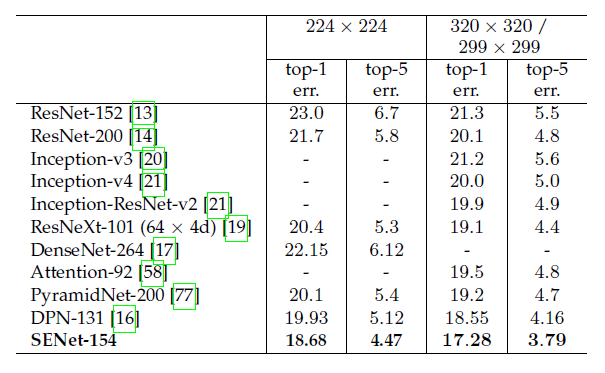 224 × 224 320 × 320 /
299 × 299
top-1 top-5 top-1 top-5
err. err. err. err.
ResNet-152 [13] 23.0 6.7 21.3 5.5
ResNet-200 [14] 21.7 5.8 20.1 4.8
Inception-v3 [20] - - 21.2 5.6
Inception-v4 [21] - - 20.0 5.0
Inception-ResNet-v2 [21] - - 19.9 4.9
ResNeXt-101 (64 × 4d) [19] 20.4 5.3 19.1 4.4
DenseNet-264 [17] 22.15 6.12 - -
Attention-92 [58] - - 19.5 4.8
PyramidNet-200 [77] 20.1 5.4 19.2 4.7
DPN-131 [16] 19.93 5.12 18.55 4.16
SENet-154 18.68 4.47 17.28 3.79